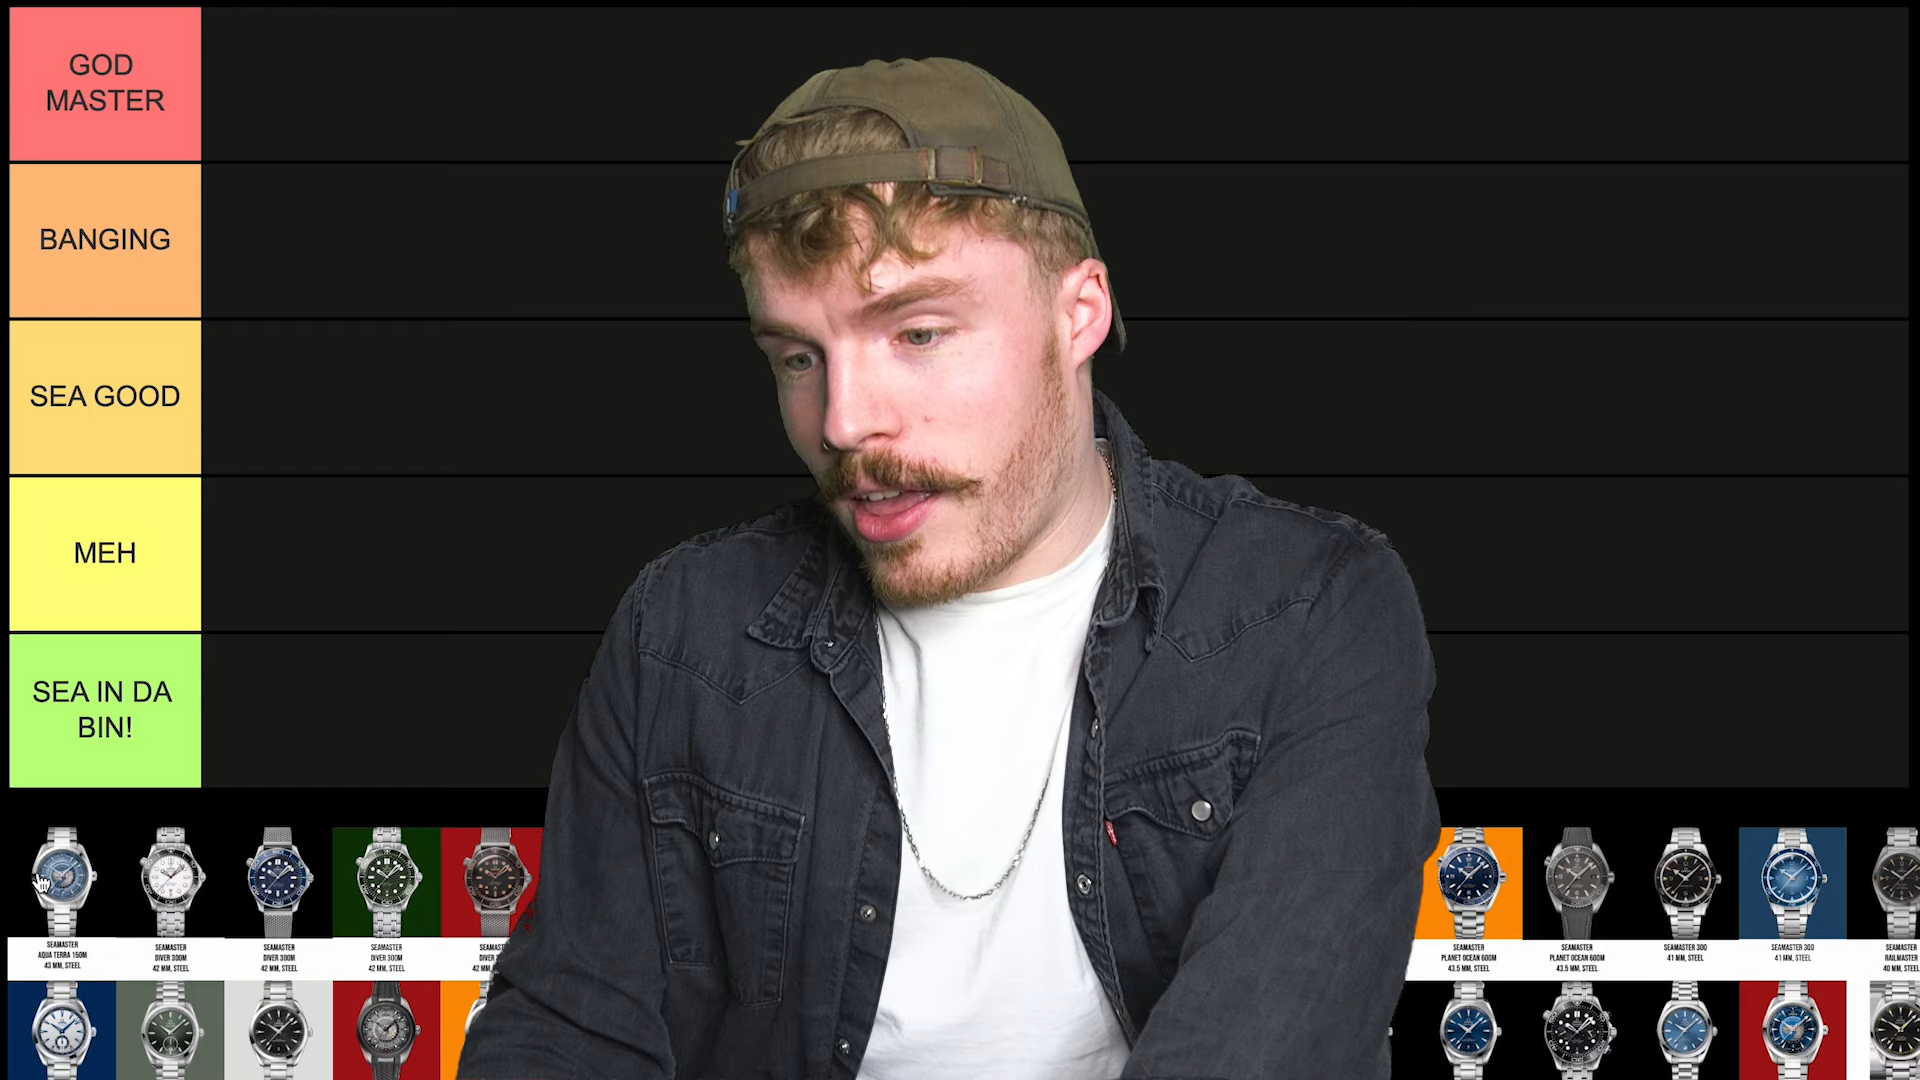 GOD
MASTER
BANGING
SEA GOOD
MEH
SEA IN DA
BIN!
SEAMASTER
AQUA TERRA 150M
43 MM, STEEL
SEAMASTER
DIVER 300M
42 MM, STEEL
SEAMASTER
DIVER 300M
42 MM, STEEL
SEAMASTER
DIVER 300M
42 MM, STEEL
42 MM, STEEL
SEAMASTER
PLANET OCEAN 600M
43.5 MM, STEEL
SEAMASTER
PLANET OCEAN 600M
43.5 MM, STEEL
SEAMASTER 300
41 MM, STEEL
SEAMASTER 300
41 MM, STEEL
SEAMASTER
RAILMASTER
40 MM, STEEL